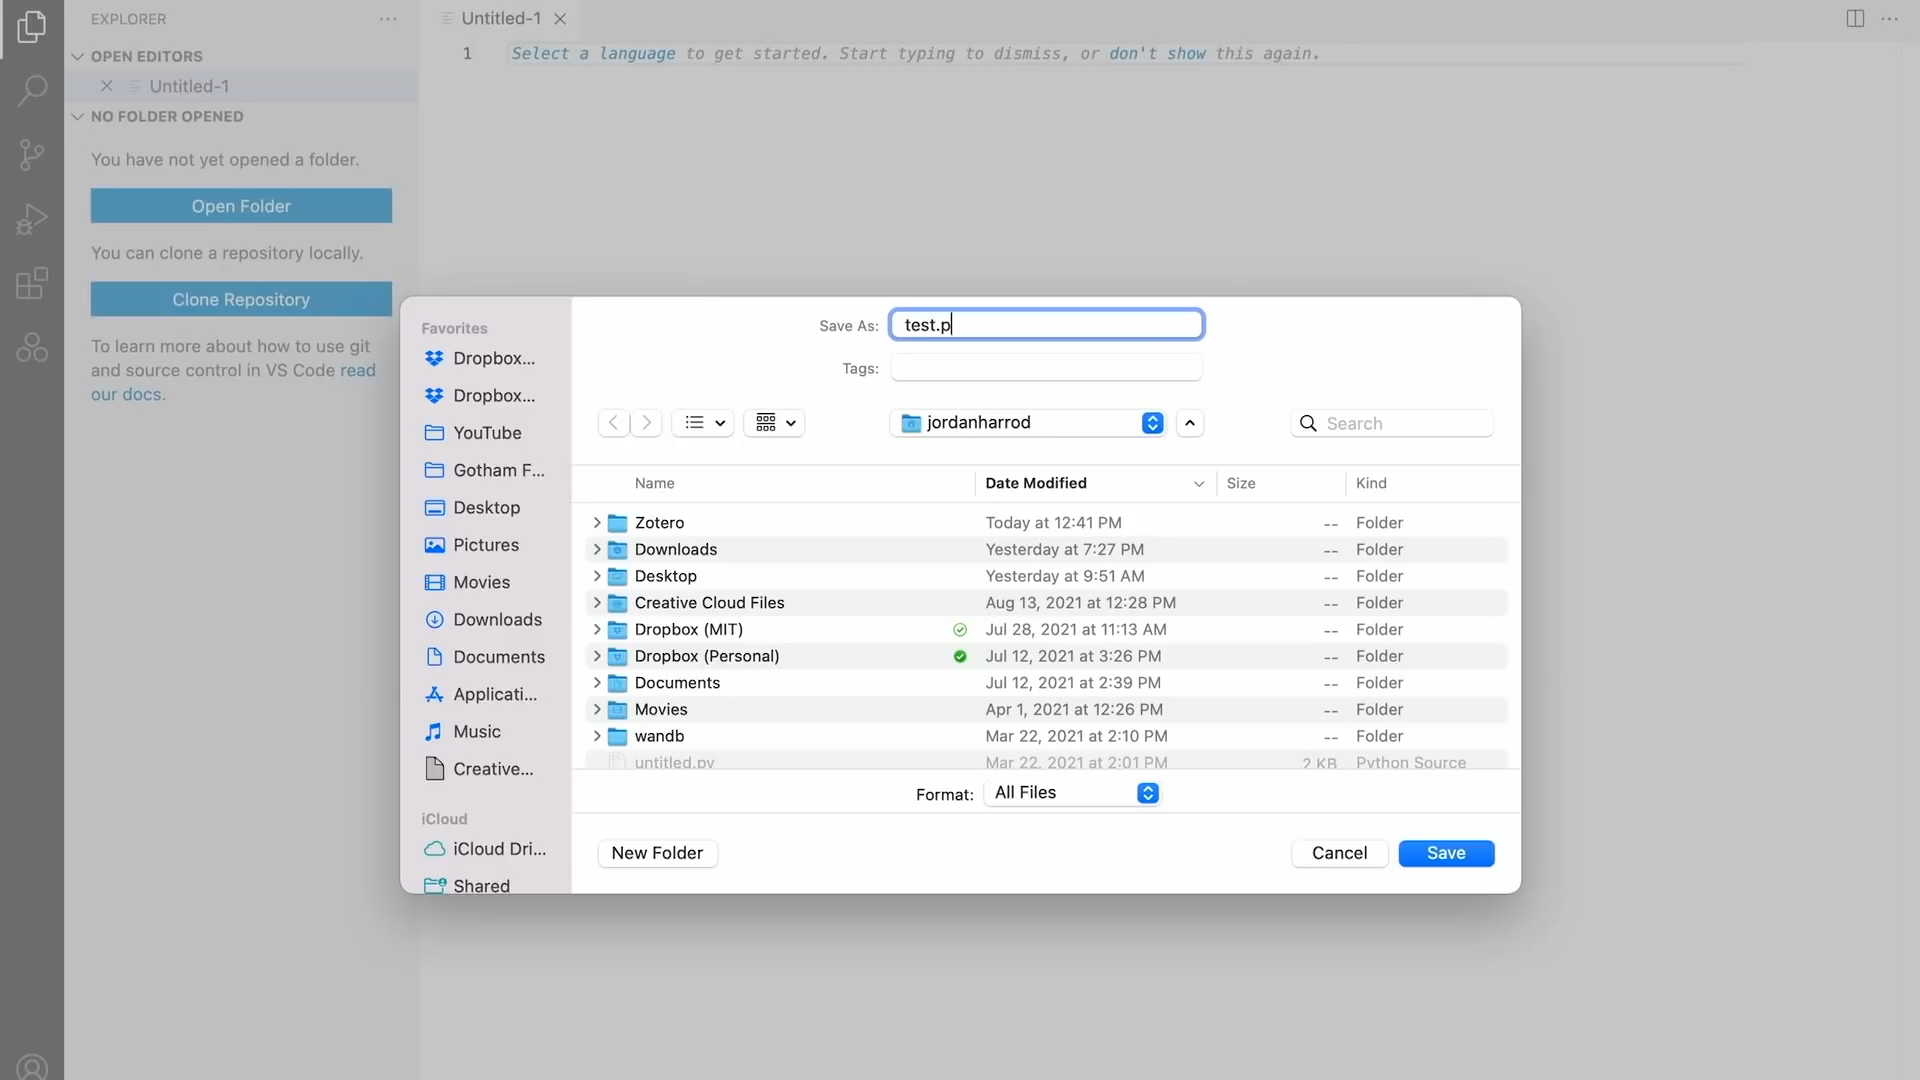 EXPLORER
OPEN EDITORS
Untitled-1
NO FOLDER OPENED
You have not yet opened a folder.
Open Folder
You can clone a repository locally.
Clone Repository
To learn more about how to use git
and source control in VS Code read
our docs.
Untitled-1
1 Select a language to get started. Start typing to dismiss, or don't show this again.
Favorites
Dropbox...
Dropbox...
YouTube
Gotham F...
Desktop
Pictures
Movies
Downloads
Documents
Applicati...
Music
Creative...
iCloud
iCloud Dri...
Shared
Save As: test.p
Tags:
jordanharrod
Search
Name Date Modified Size Kind
Zotero Today at 12:41 PM -- Folder
Downloads Yesterday at 7:27 PM -- Folder
Desktop Yesterday at 9:51 AM -- Folder
Creative Cloud Files Aug 13, 2021 at 12:28 PM -- Folder
Dropbox (MIT) Jul 28, 2021 at 11:13 AM -- Folder
Dropbox (Personal) Jul 12, 2021 at 3:26 PM -- Folder
Documents Jul 12, 2021 at 2:39 PM -- Folder
Movies Apr 1, 2021 at 12:26 PM -- Folder
wandb Mar 22, 2021 at 2:10 PM -- Folder
untitled.py Mar 22, 2021 at 2:01 PM 2 KB Python Source
Format: All Files
New Folder
Cancel
Save